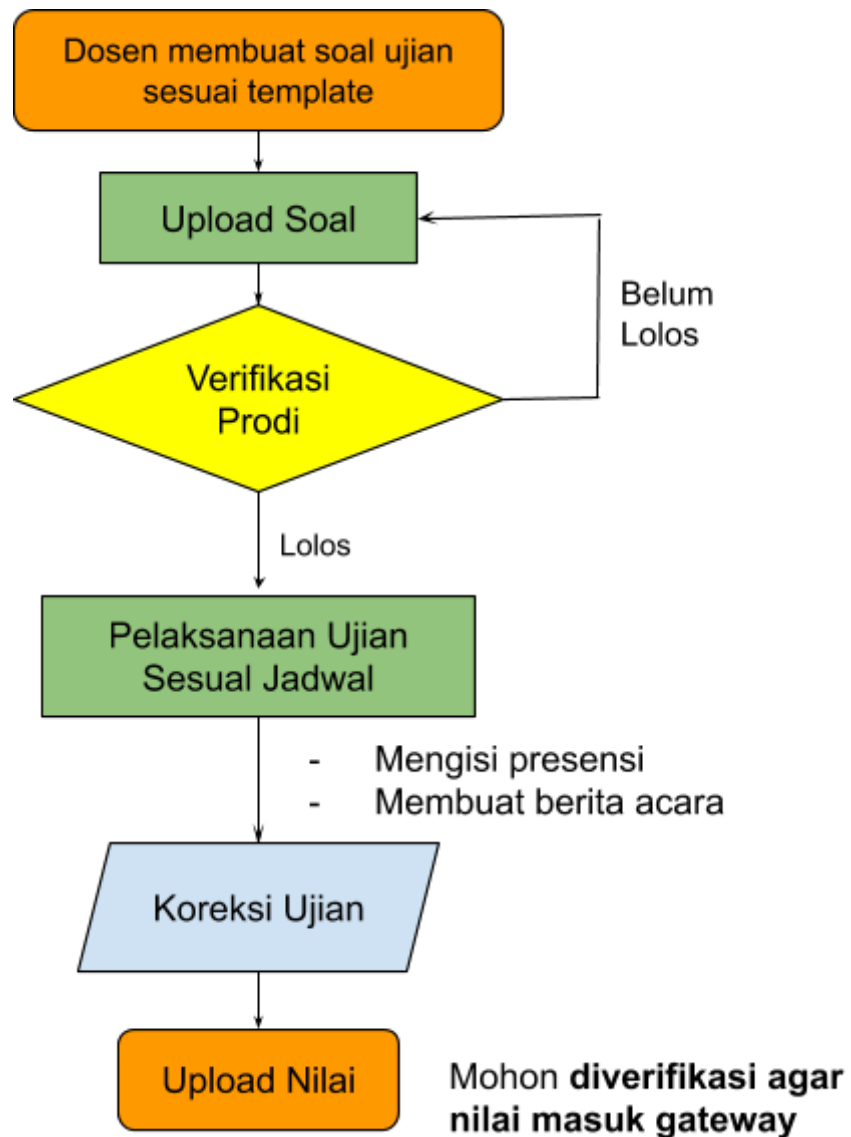 Dosen membuat soal ujian
sesuai template
Upload Soal
Belum
Lolos
Verifikasi
Prodi
Lolos
Pelaksanaan Ujian
Sesual Jadwal
- Mengisi presensi
- Membuat berita acara
Koreksi Ujian
Upload Nilai
Mohon diverifikasi agar
nilai masuk gateway